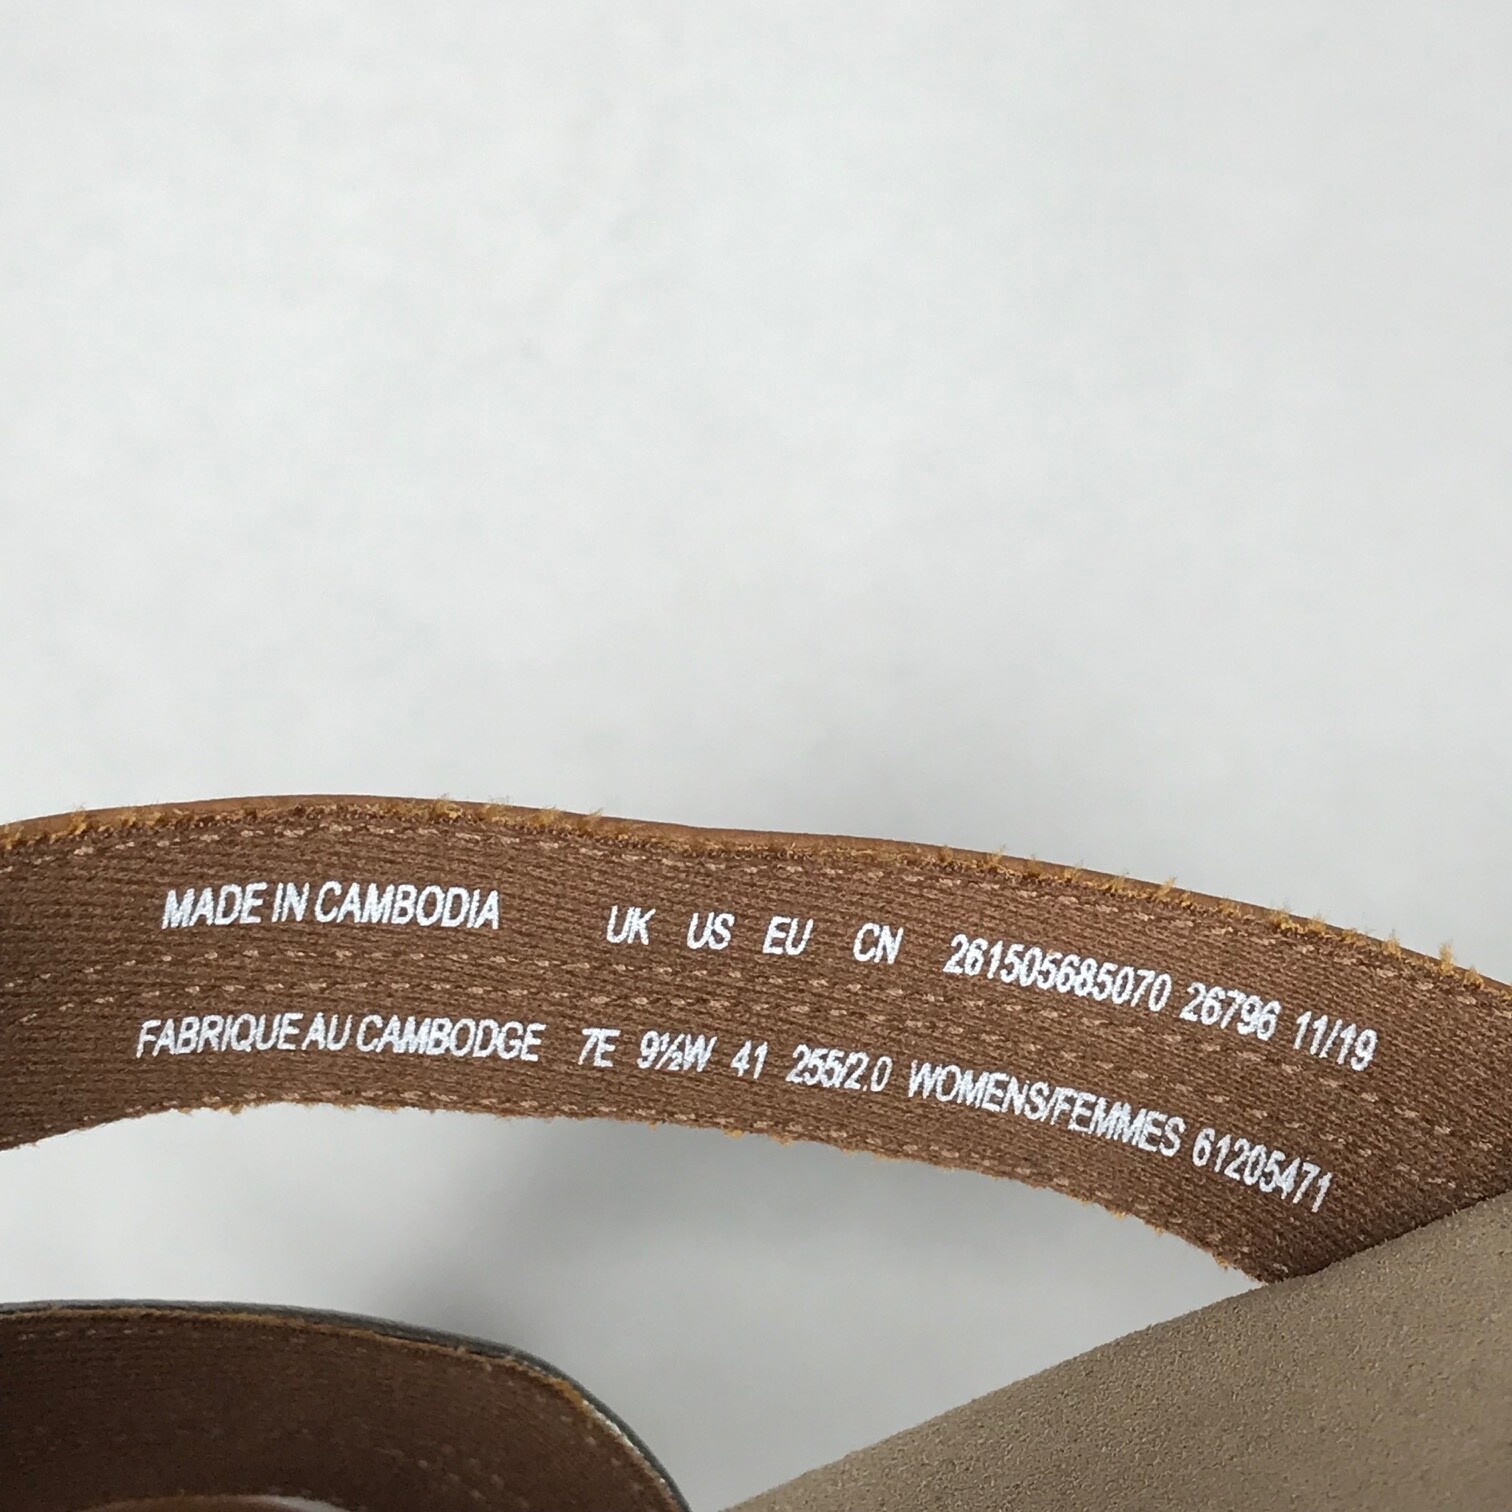 MADE IN CAMBODIA UK US EU CN 261505685070 26796 11/19
FABRIQUE AU CAMBODGE 7E 9½W 41 255/2.0 WOMENS/FEMMES 61205471